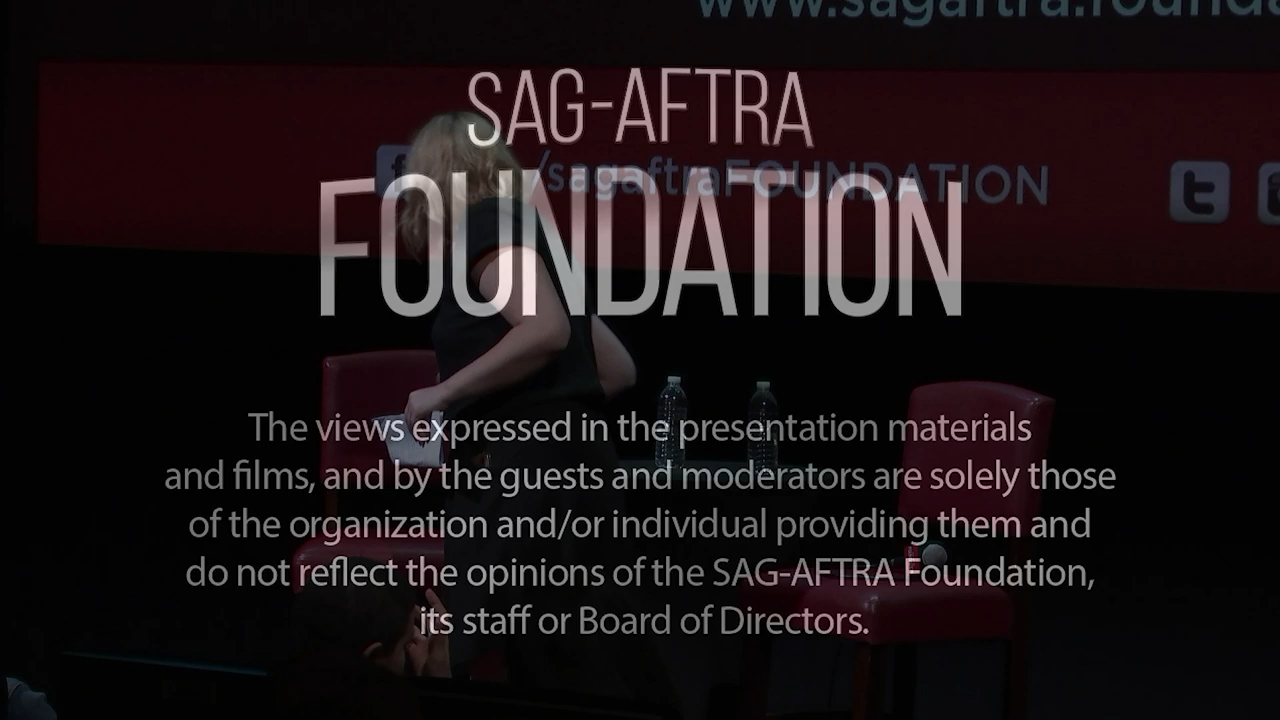 www.sagaftra.founda
SAG-AFTRA
/sagaftraFOUNDATION
FOUNDATION
The views expressed in the presentation materials
and films, and by the guests and moderators are solely those
of the organization and/or individual providing them and
do not reflect the opinions of the SAG-AFTRA Foundation,
its staff or Board of Directors.